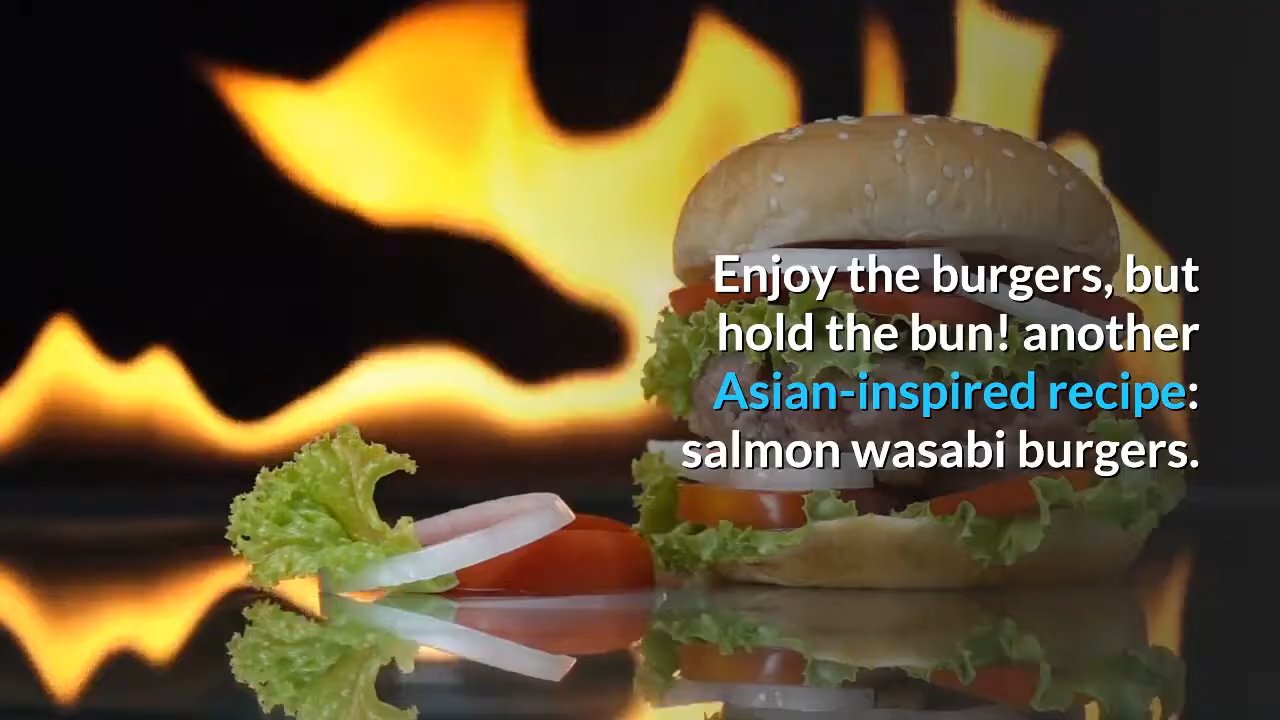 Enjoy the burgers, but
hold the bun! another
Asian-inspired recipe:
salmon wasabi burgers.